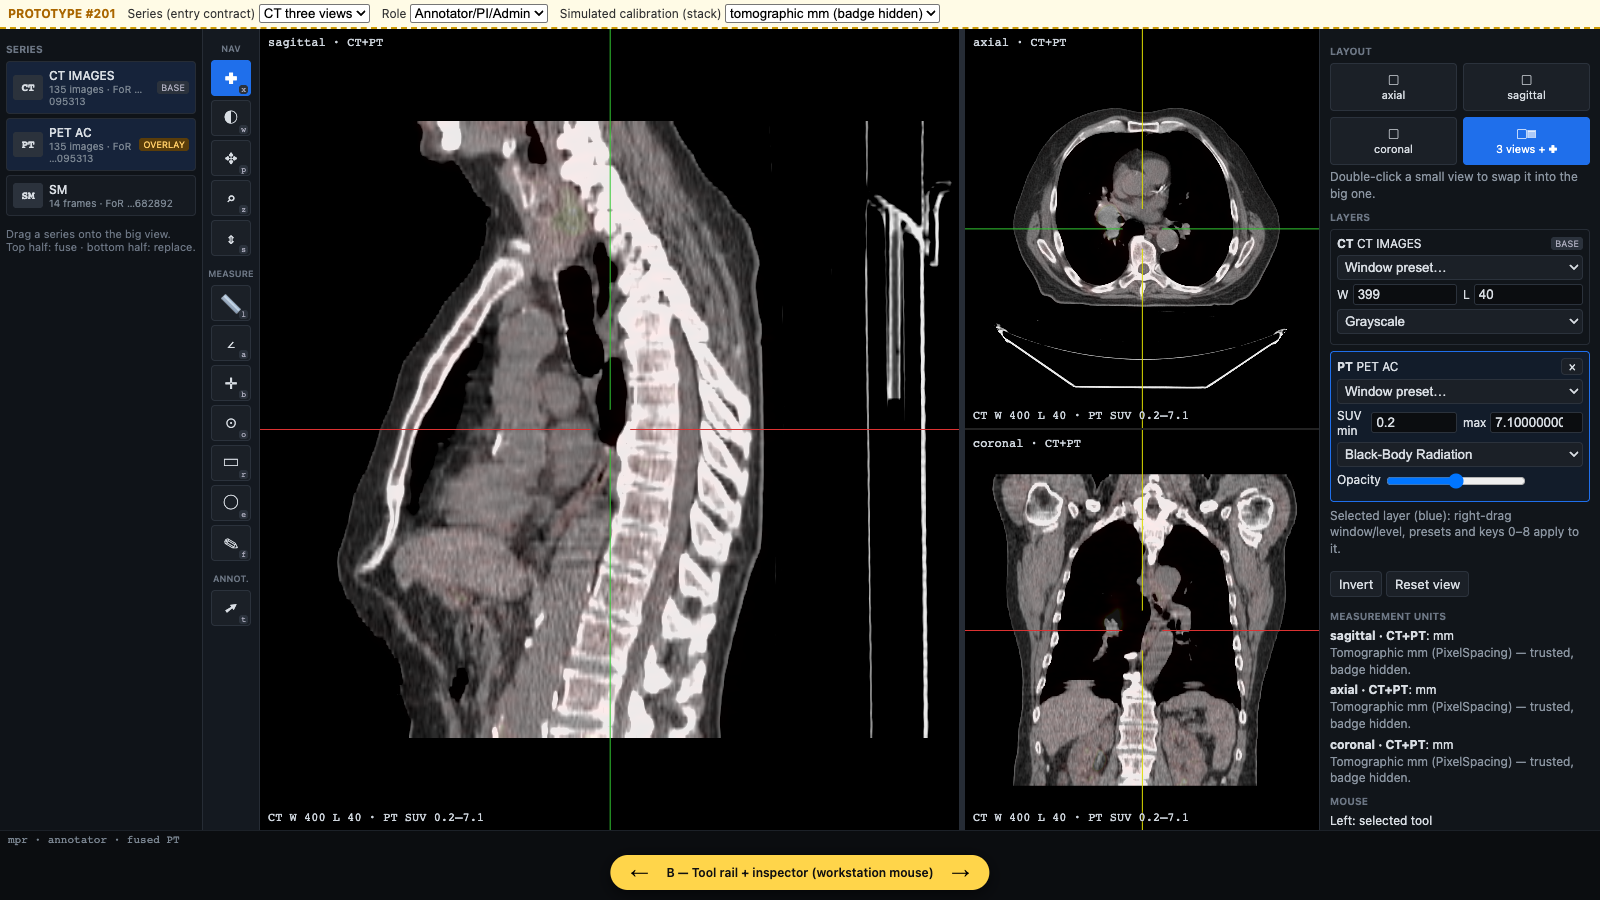 PROTOTYPE #201 Series (entry contract) CT three views Role Annotator/PI/Admin Simulated calibration (stack) tomographic mm (badge hidden)
SERIES
CT CT IMAGES
135 images · FoR ...
095313
BASE
PT PET AC
135 images · FoR
...095313
OVERLAY
SM SM
14 frames · FoR ...682892
Drag a series onto the big view.
Top half: fuse · bottom half: replace.
NAV
x
w
p
z
s
MEASURE
l
a
b
o
r
e
f
ANNOT.
t
sagittal · CT+PT
CT W 400 L 40 · PT SUV 0.2–7.1
axial · CT+PT
CT W 400 L 40 · PT SUV 0.2–7.1
coronal · CT+PT
CT W 400 L 40 · PT SUV 0.2–7.1
LAYOUT
axial
sagittal
coronal
3 views +
Double-click a small view to swap it into the
big one.
LAYERS
CT CT IMAGES BASE
Window preset...
W 399 L 40
Grayscale
PT PET AC ×
Window preset...
SUV min 0.2 max 7.1000000
Black-Body Radiation
Opacity
Selected layer (blue): right-drag
window/level, presets and keys 0–8 apply to
it.
Invert Reset view
MEASUREMENT UNITS
sagittal · CT+PT: mm
Tomographic mm (PixelSpacing) — trusted,
badge hidden.
axial · CT+PT: mm
Tomographic mm (PixelSpacing) — trusted,
badge hidden.
coronal · CT+PT: mm
Tomographic mm (PixelSpacing) — trusted,
badge hidden.
MOUSE
Left: selected tool
mpr · annotator · fused PT
← B — Tool rail + inspector (workstation mouse) →